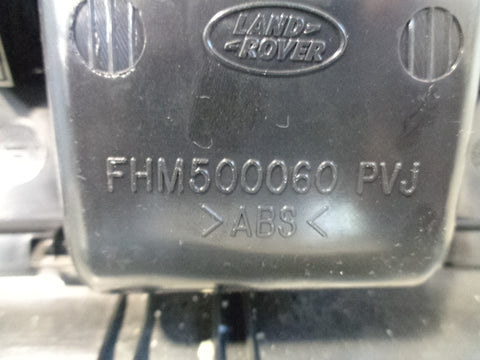 LAND
ROVER
FHM500060 PVJ
>ABS<